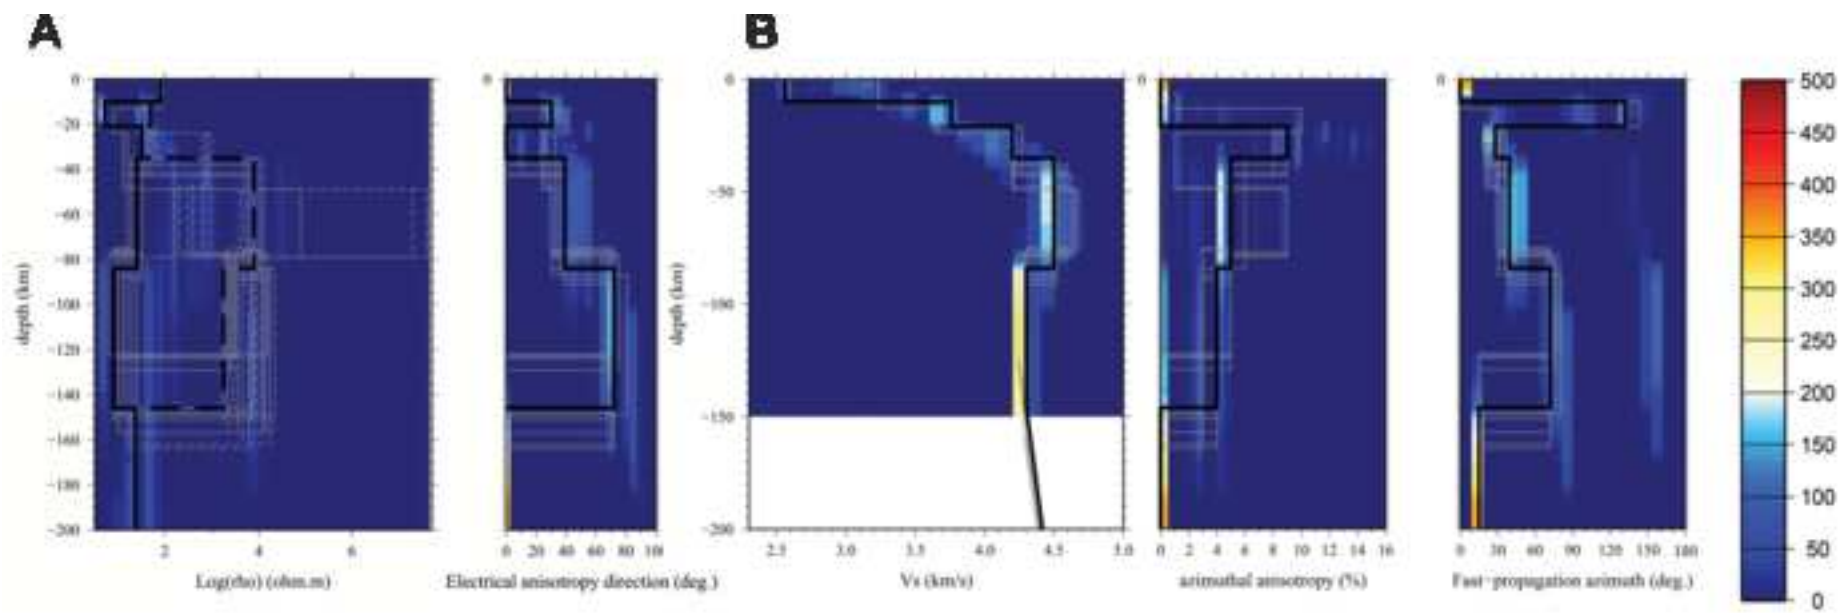 A
B
0
−20
−40
−60
−80
−100
−120
−140
−160
−180
−200
depth (km)
2 4 6
Log(rho) (ohm.m)
0
0 20 40 60 80 100
Electrical anisotropy direction (deg.)
0
−50
−100
−150
−200
depth (km)
2.5 3.0 3.5 4.0 4.5 5.0
Vs (km/s)
0
0 2 4 6 8 10 12 14 16
azimuthal anisotropy (%)
0
0 30 60 90 120 150 180
Fast-propagation azimuth (deg.)
500
450
400
350
300
250
200
150
100
50
0